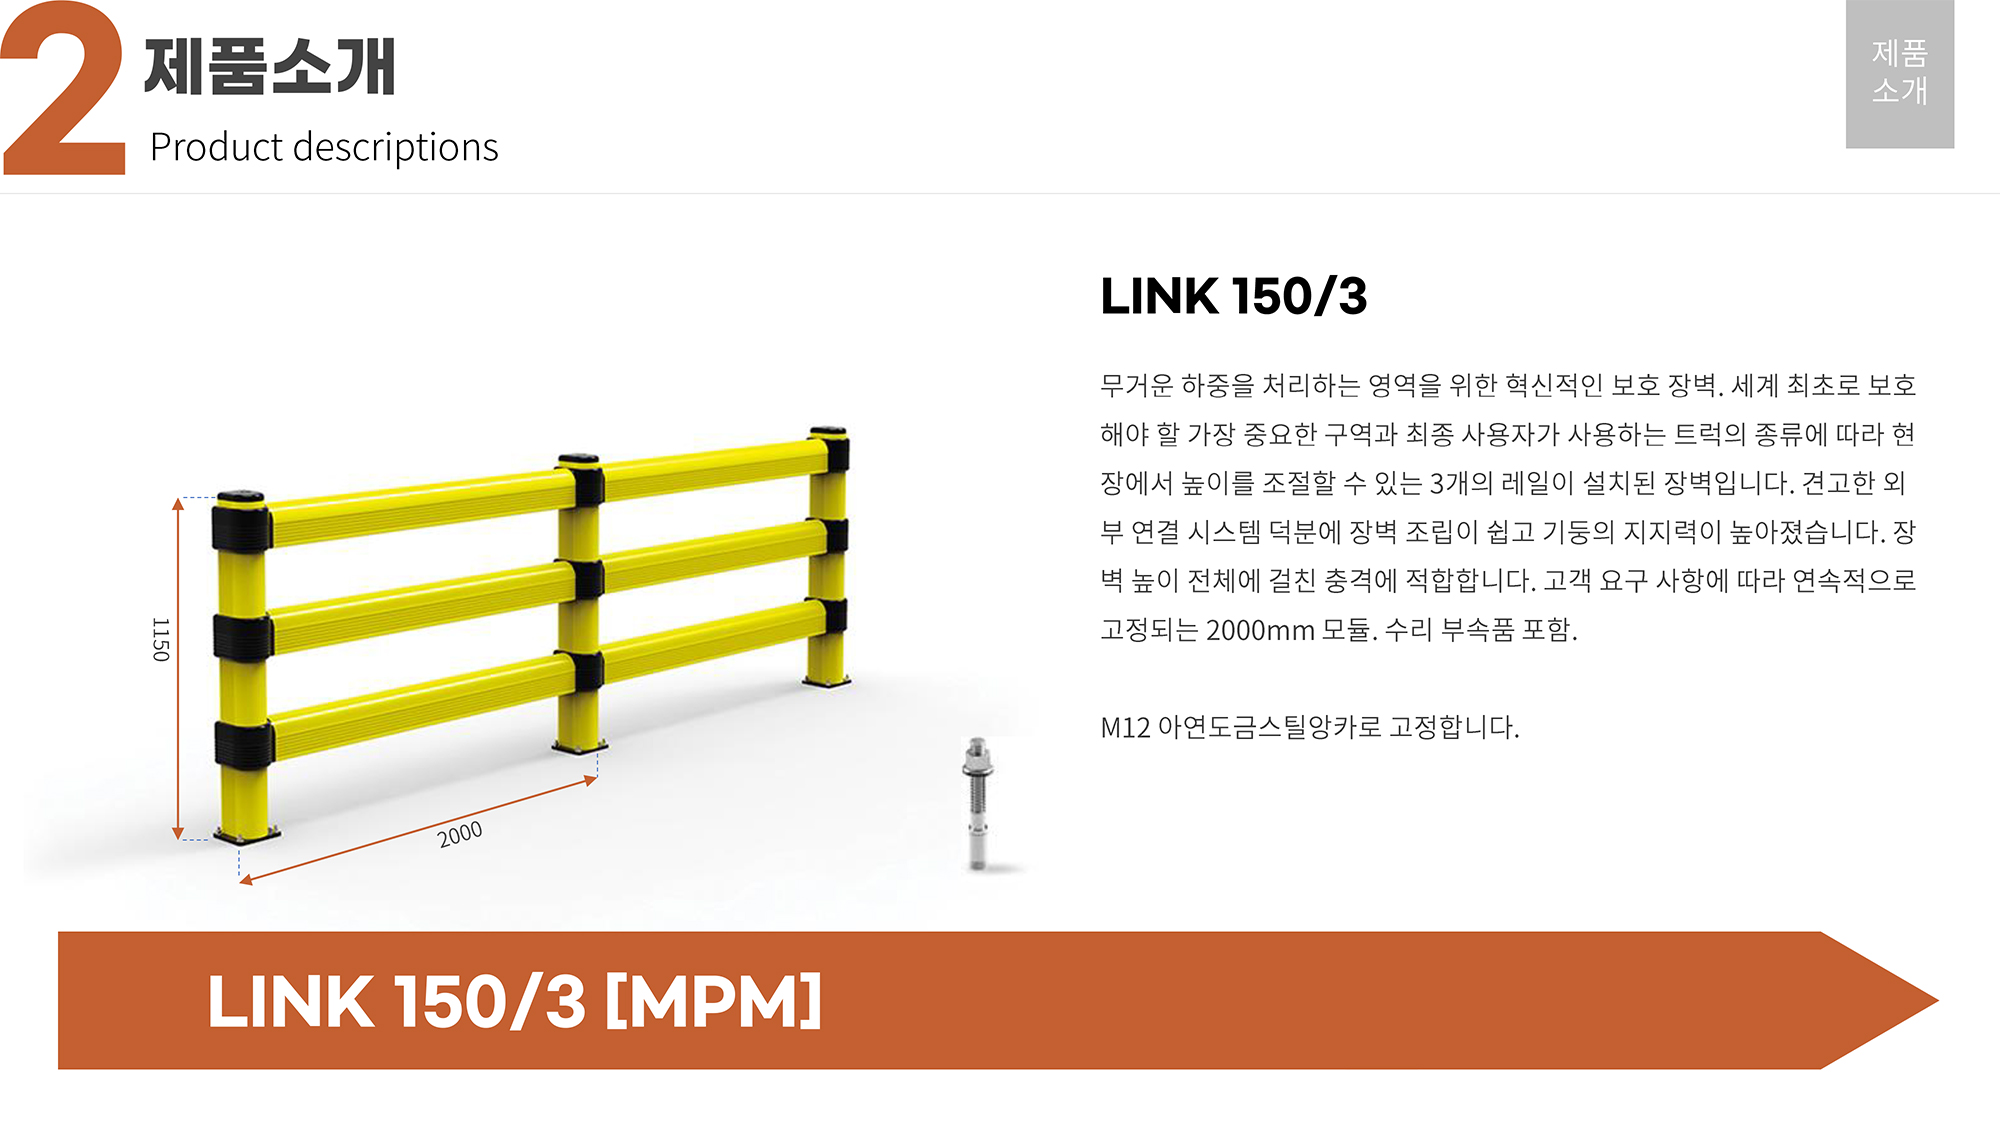 2 제품소개
Product descriptions
제품
소개
LINK 150/3
무거운 하중을 처리하는 영역을 위한 혁신적인 보호 장벽. 세계 최초로 보호
해야 할 가장 중요한 구역과 최종 사용자가 사용하는 트럭의 종류에 따라 현
장에서 높이를 조절할 수 있는 3개의 레일이 설치된 장벽입니다. 견고한 외
부 연결 시스템 덕분에 장벽 조립이 쉽고 기둥의 지지력이 높아졌습니다. 장
벽 높이 전체에 걸친 충격에 적합합니다. 고객 요구 사항에 따라 연속적으로
고정되는 2000mm 모듈. 수리 부속품 포함.
M12 아연도금스틸앙카로 고정합니다.
1150
2000
LINK 150/3 [MPM]